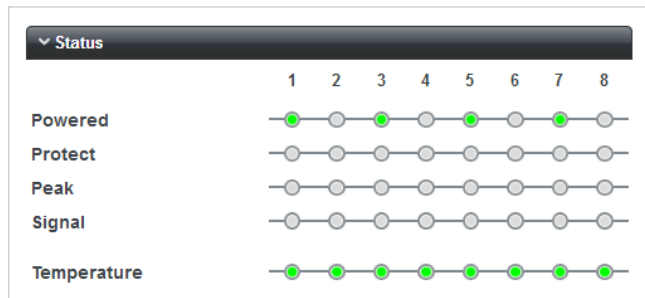 Status
1 2 3 4 5 6 7 8
Powered
Protect
Peak
Signal
Temperature